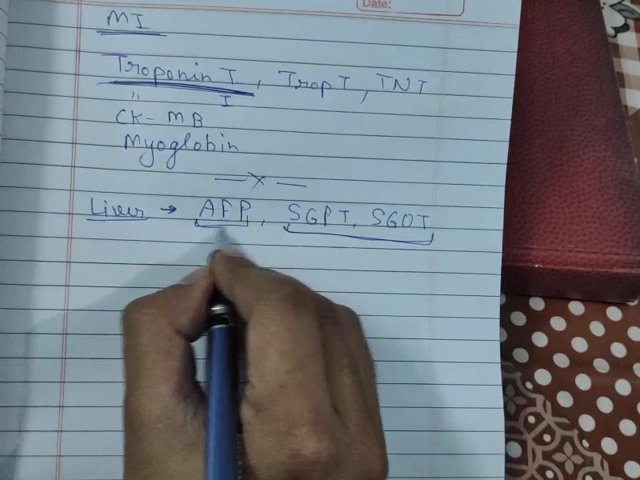 Date:
MI
Troponin T, Trop T, TNT
" I
CK-MB
Myoglobin
—x—
Liver → AFP, SGPT, SGOT